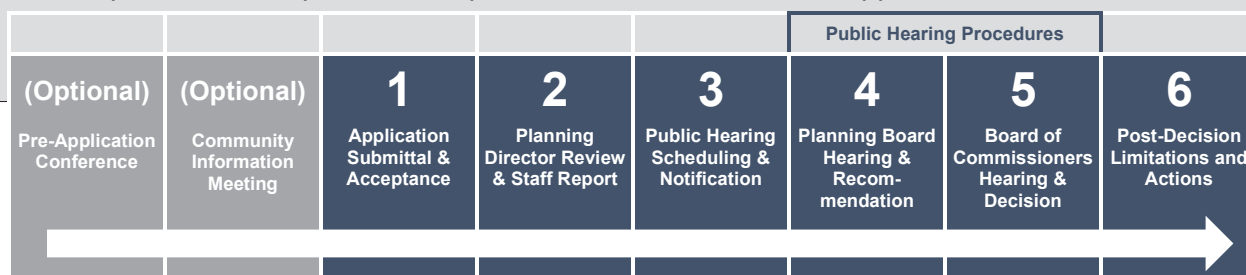 Public Hearing Procedures
(Optional)
Pre-Application
Conference
(Optional)
Community
Information
Meeting
1
Application
Submittal &
Acceptance
2
Planning
Director Review
& Staff Report
3
Public Hearing
Scheduling &
Notification
4
Planning Board
Hearing &
Recom-
mendation
5
Board of
Commissioners
Hearing &
Decision
6
Post-Decision
Limitations and
Actions